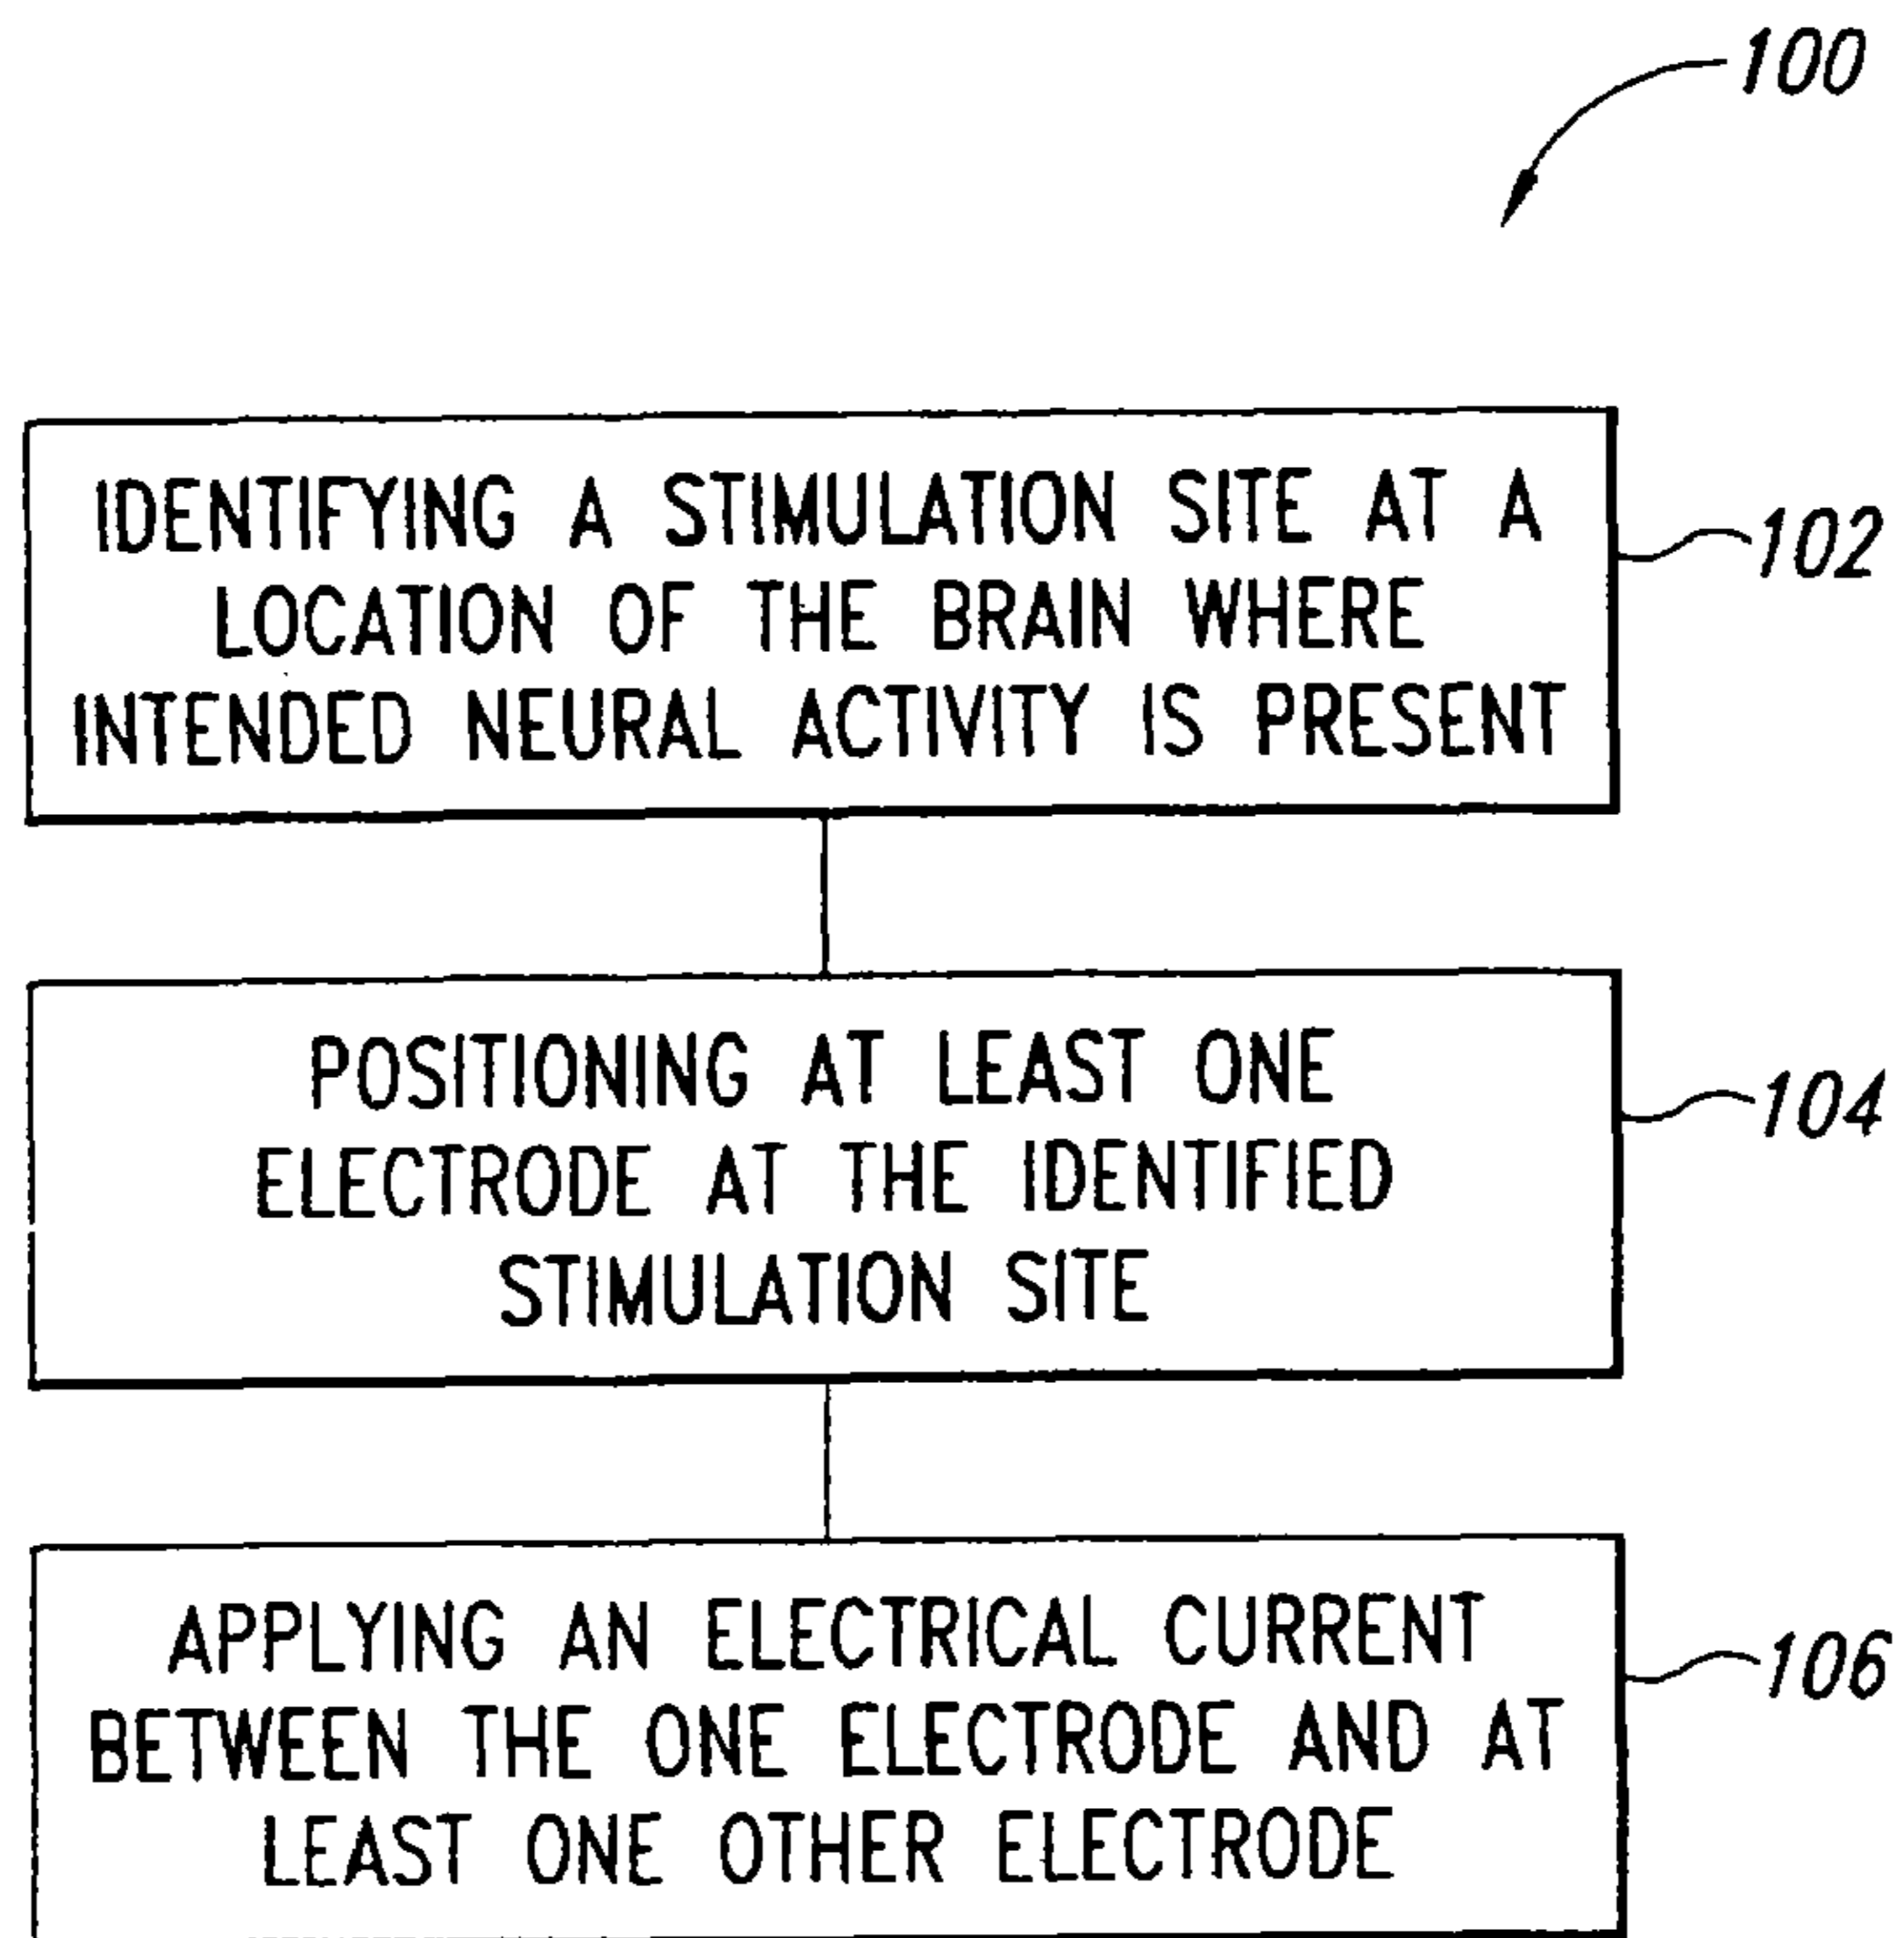 100
IDENTIFYING A STIMULATION SITE AT A
LOCATION OF THE BRAIN WHERE
INTENDED NEURAL ACTIVITY IS PRESENT
102
POSITIONING AT LEAST ONE
ELECTRODE AT THE IDENTIFIED
STIMULATION SITE
104
APPLYING AN ELECTRICAL CURRENT
BETWEEN THE ONE ELECTRODE AND AT
LEAST ONE OTHER ELECTRODE
106